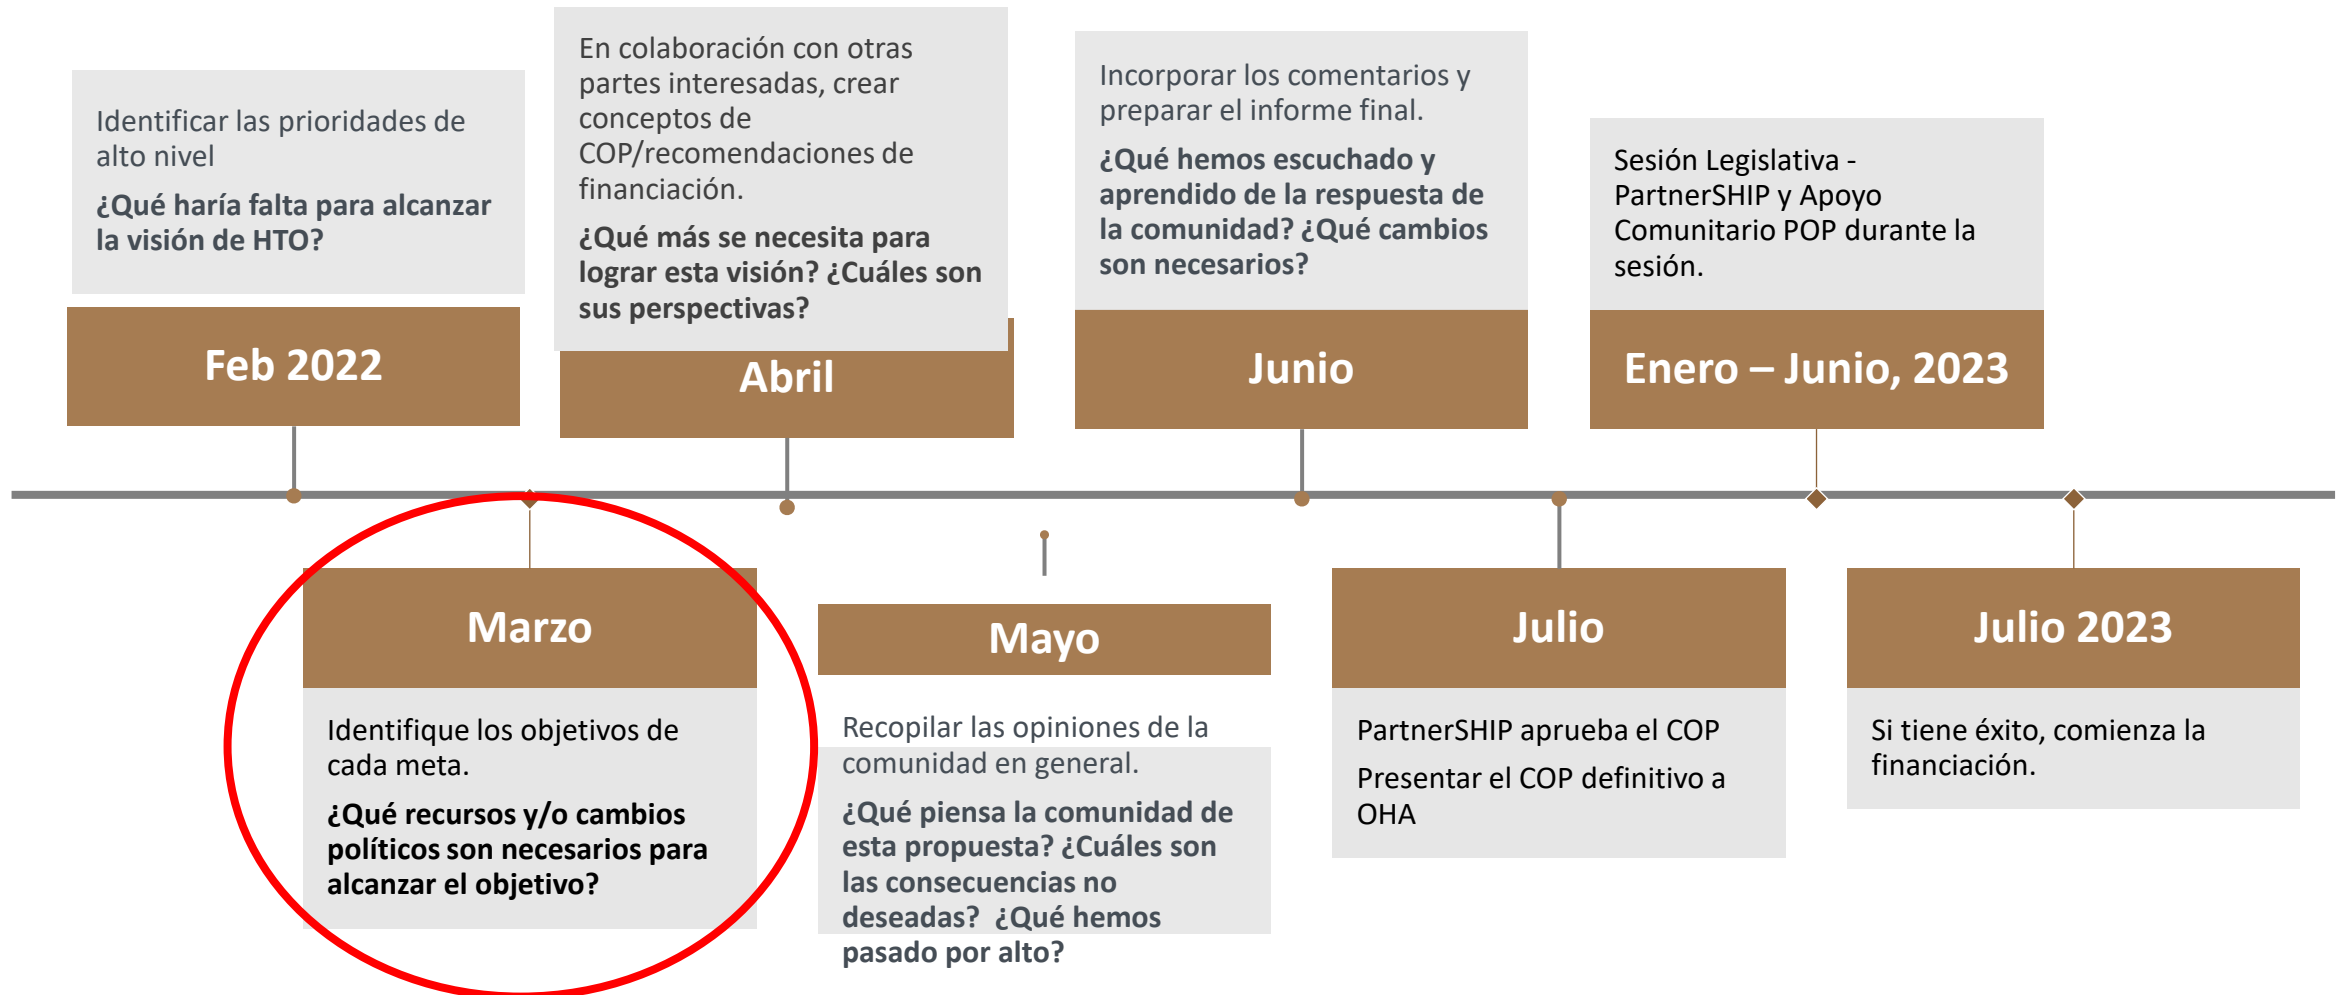 Identificar las prioridades de
alto nivel
¿Qué haría falta para alcanzar
la visión de HTO?
Feb 2022
Identifique los objetivos de
cada meta.
¿Qué recursos y/o cambios
políticos son necesarios para
alcanzar el objetivo?
Marzo
En colaboración con otras
partes interesadas, crear
conceptos de
COP/recomendaciones de
financiación.
¿Qué más se necesita para
lograr esta visión? ¿Cuáles son
sus perspectivas?
Abril
Mayo
Recopilar las opiniones de la
comunidad en general.
¿Qué piensa la comunidad de
esta propuesta? ¿Cuáles son
las consecuencias no
deseadas?  ¿Qué hemos
pasado por alto?
Incorporar los comentarios y
preparar el informe final.
¿Qué hemos escuchado y
aprendido de la respuesta de
la comunidad? ¿Qué cambios
son necesarios?
Junio
Julio
PartnerSHIP aprueba el COP
Presentar el COP definitivo a
OHA
Sesión Legislativa -
PartnerSHIP y Apoyo
Comunitario POP durante la
sesión.
Enero – Junio, 2023
Julio 2023
Si tiene éxito, comienza la
financiación.